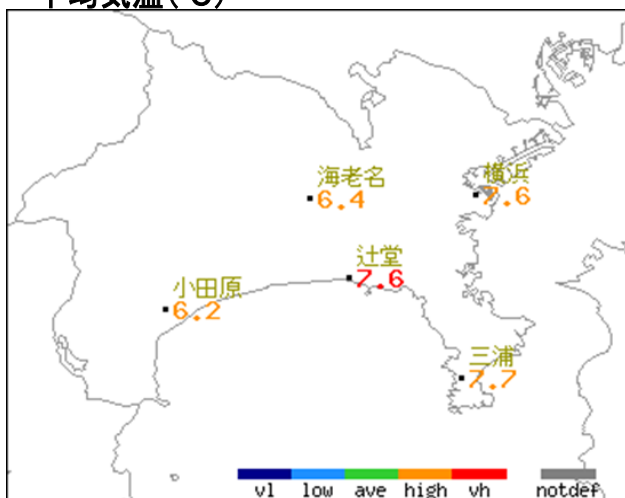 平均気温(℃)
海老名
6.4
横浜
7.6
辻堂
7.6
小田原
6.2
三浦
7.7
vl low ave high vh notdef